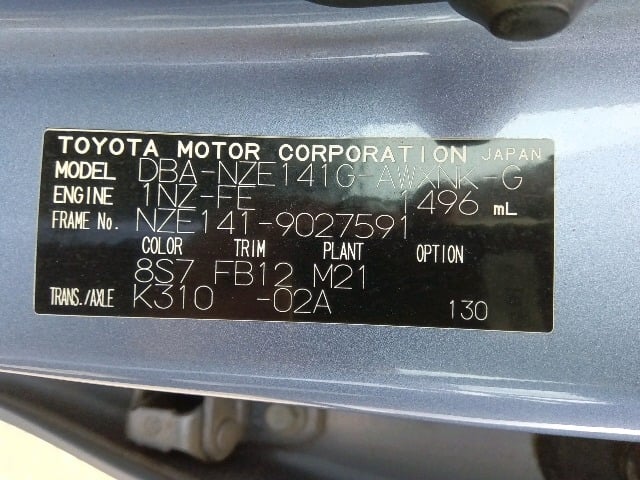 TOYOTA MOTOR CORPORATION JAPAN
MODEL DBA-NZE141G-AWXNK-G
ENGINE 1NZ-FE 1496 mL
FRAME No. NZE141-9027591
COLOR TRIM PLANT OPTION
8S7 FB12 M21
TRANS./AXLE K310 -02A 130